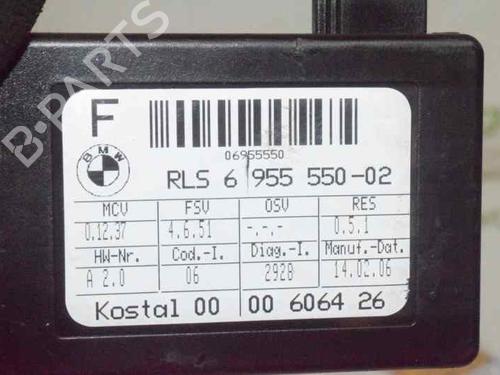 F
BMW
06955550
RLS 6 955 550-02
MCV FSV OSV RES
0.12.37 4.6.51 -.-.- 0.5.1
HW-Nr. Cod.-I. Diag.-I. Manuf.-Dat.
A 2.0 06 2928 14.02.06
Kostal 00 00 6064 26
B-PARTS